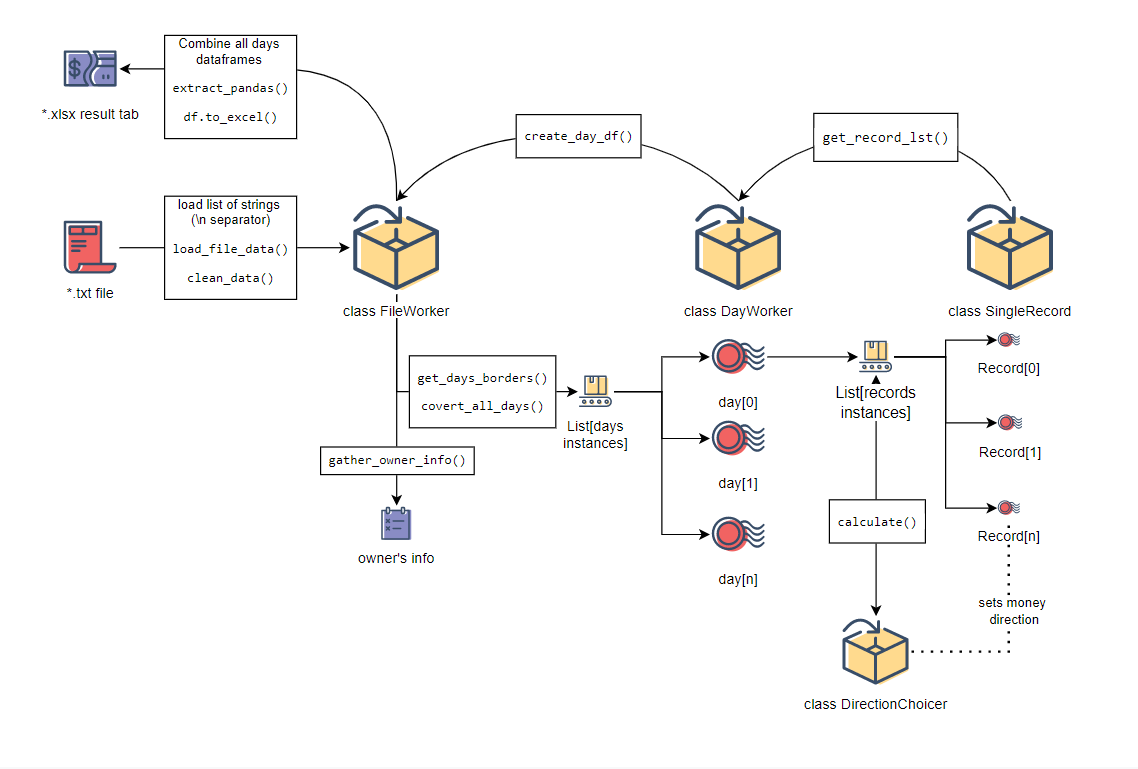 Combine all days
dataframes
extract_pandas()
df.to_excel()
*.xlsx result tab
create_day_df()
get_record_lst()
load list of strings
(\n separator)
load_file_data()
clean_data()
*.txt file
class FileWorker
class DayWorker
class SingleRecord
get_days_borders()
covert_all_days()
List[days
instances]
day[0]
day[1]
day[n]
List[records
instances]
Record[0]
Record[1]
Record[n]
gather_owner_info()
owner's info
calculate()
sets money
direction
class DirectionChoicer